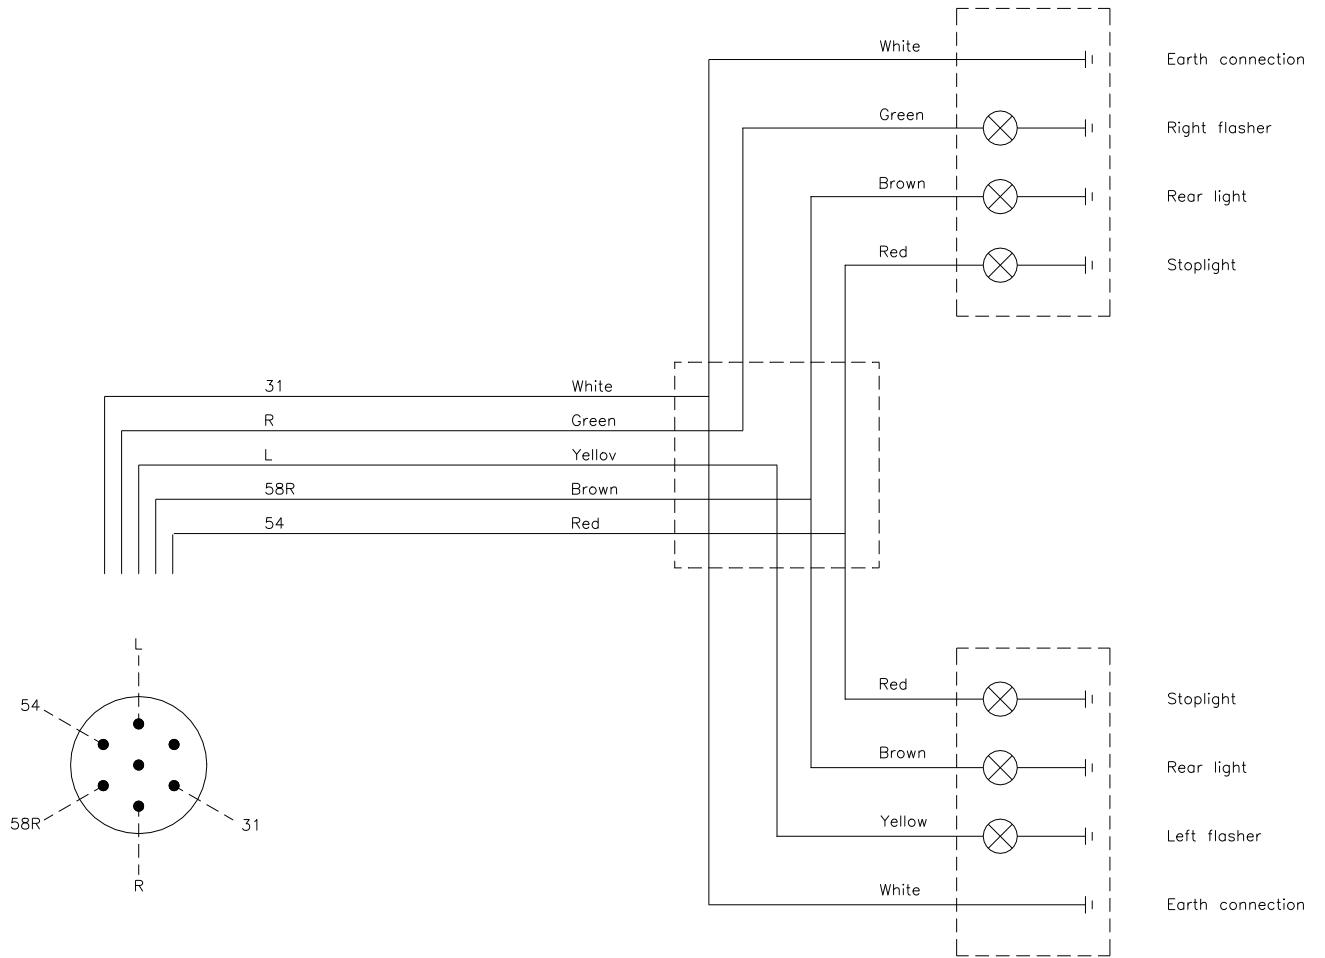 White Earth connection
Green Right flasher
Brown Rear light
Red Stoplight
31 White
R Green
L Yellov
58R Brown
54 Red
L
54
58R
31
R
Red Stoplight
Brown Rear light
Yellow Left flasher
White Earth connection